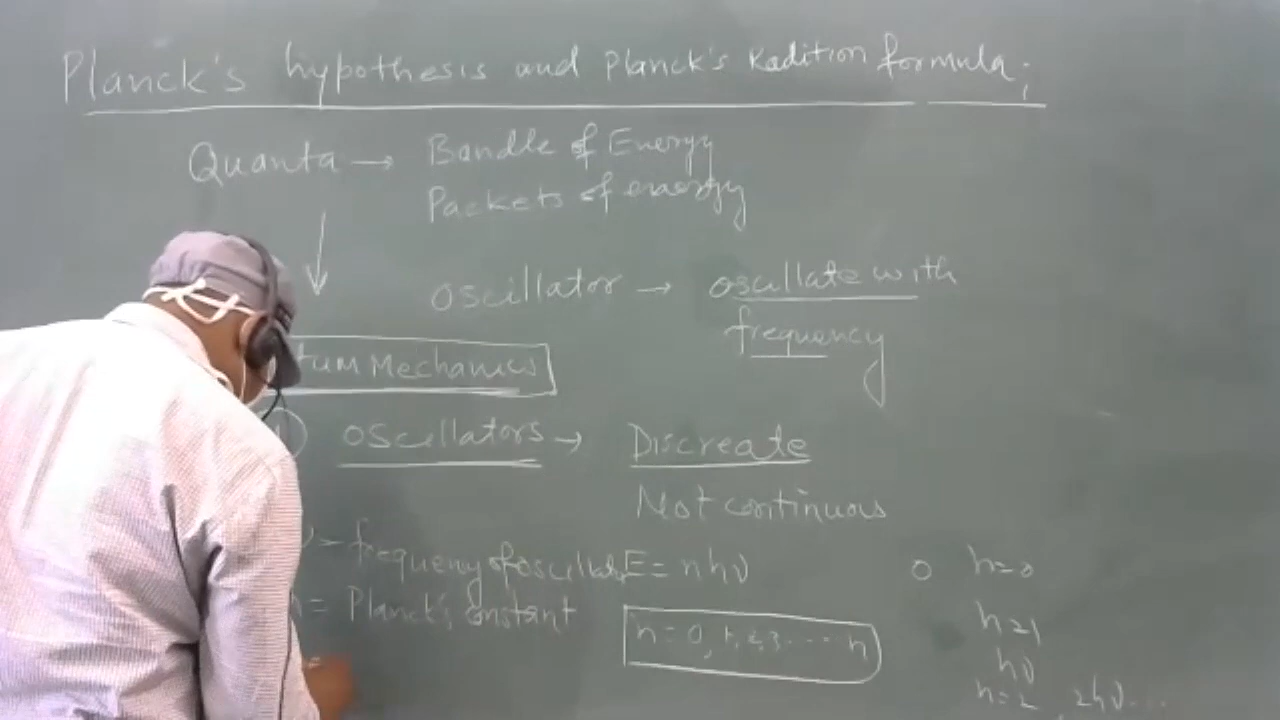 Planck's hypothesis and Planck's Radition formula;
Quanta → Bandle of Energy
Packets of energy
oscillator → oscillate with
frequency
tum Mechanics
oscillators → Discreate
Not continuous
frequency of oscillator E = nhν
= Planck's constant
n = 0, 1, 2, 3 ..... n
0 n=0
n=1
hν
n=2, 2hν...